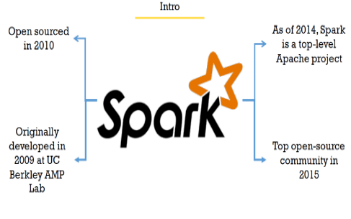 Intro
Open sourced
in 2010
As of 2014, Spark
is a top-level
Apache project
Spark
Originally
developed in
2009 at UC
Berkley AMP
Lab
Top open-source
community in
2015